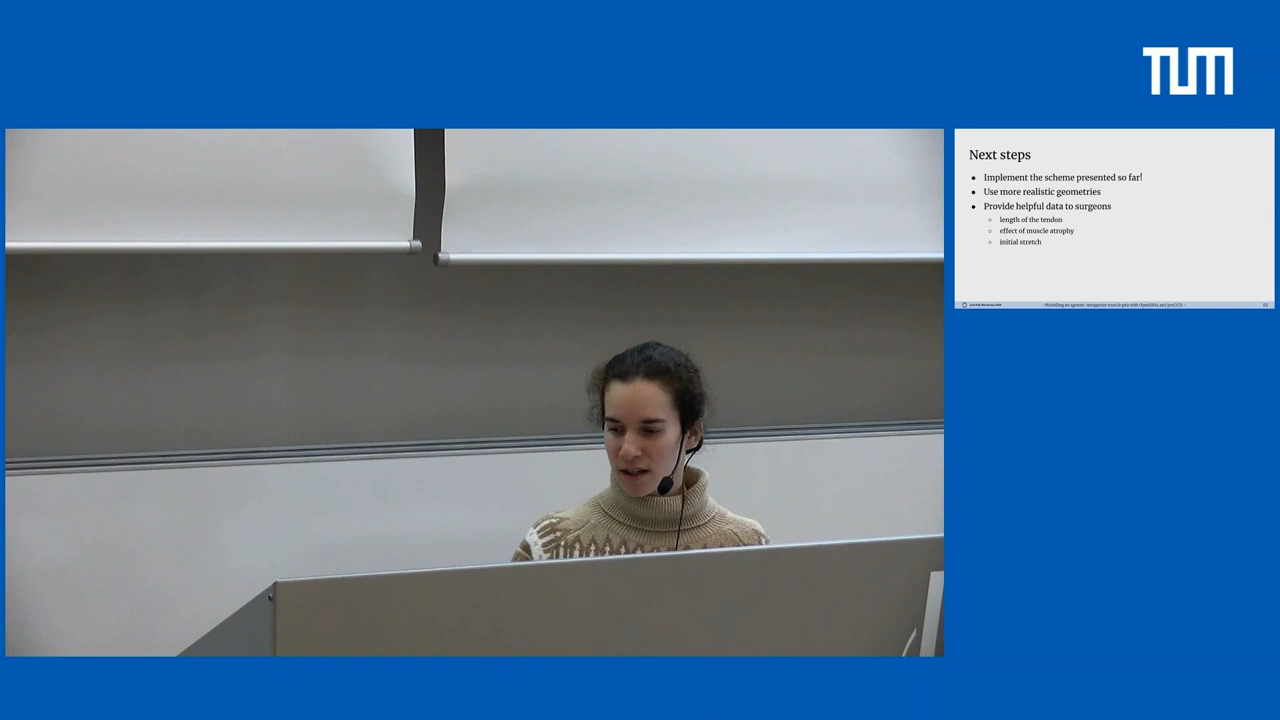 TUM
Next steps
● Implement the scheme presented so far!
● Use more realistic geometries
● Provide helpful data to surgeons
○ length of the tendon
○ effect of muscle atrophy
○ initial stretch